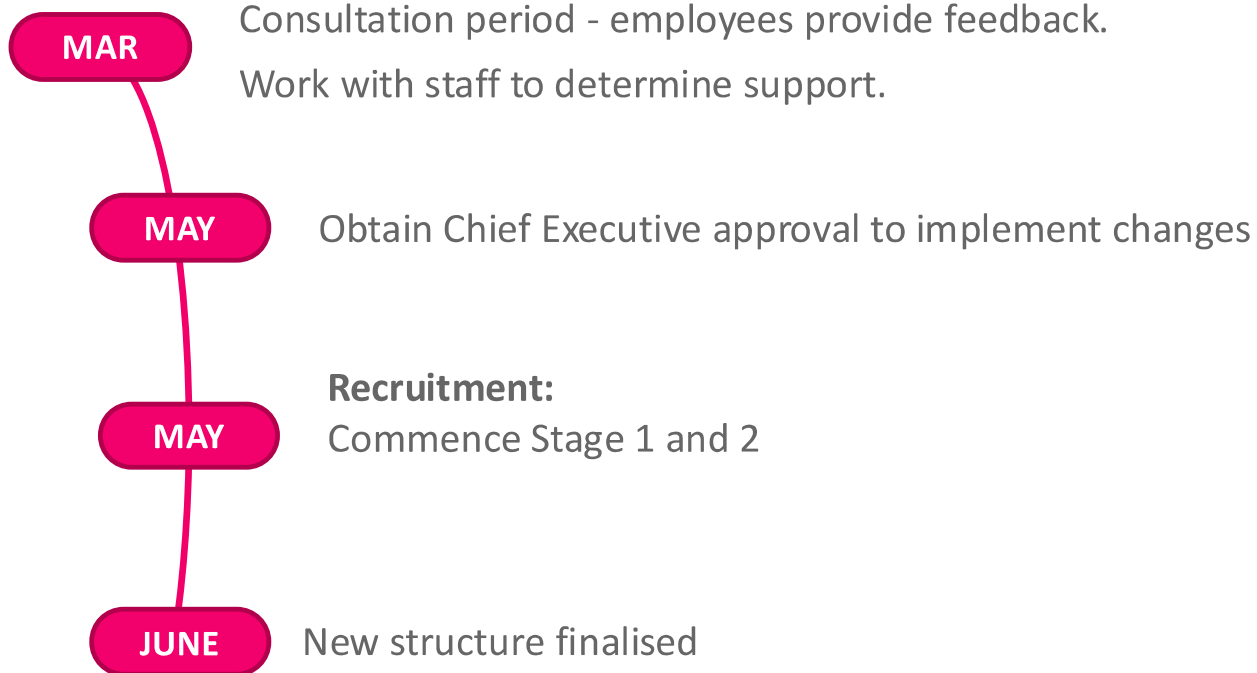 MAR
Consultation period - employees provide feedback.
Work with staff to determine support.
MAY
Obtain Chief Executive approval to implement changes
Recruitment:
MAY
Commence Stage 1 and 2
JUNE
New structure finalised